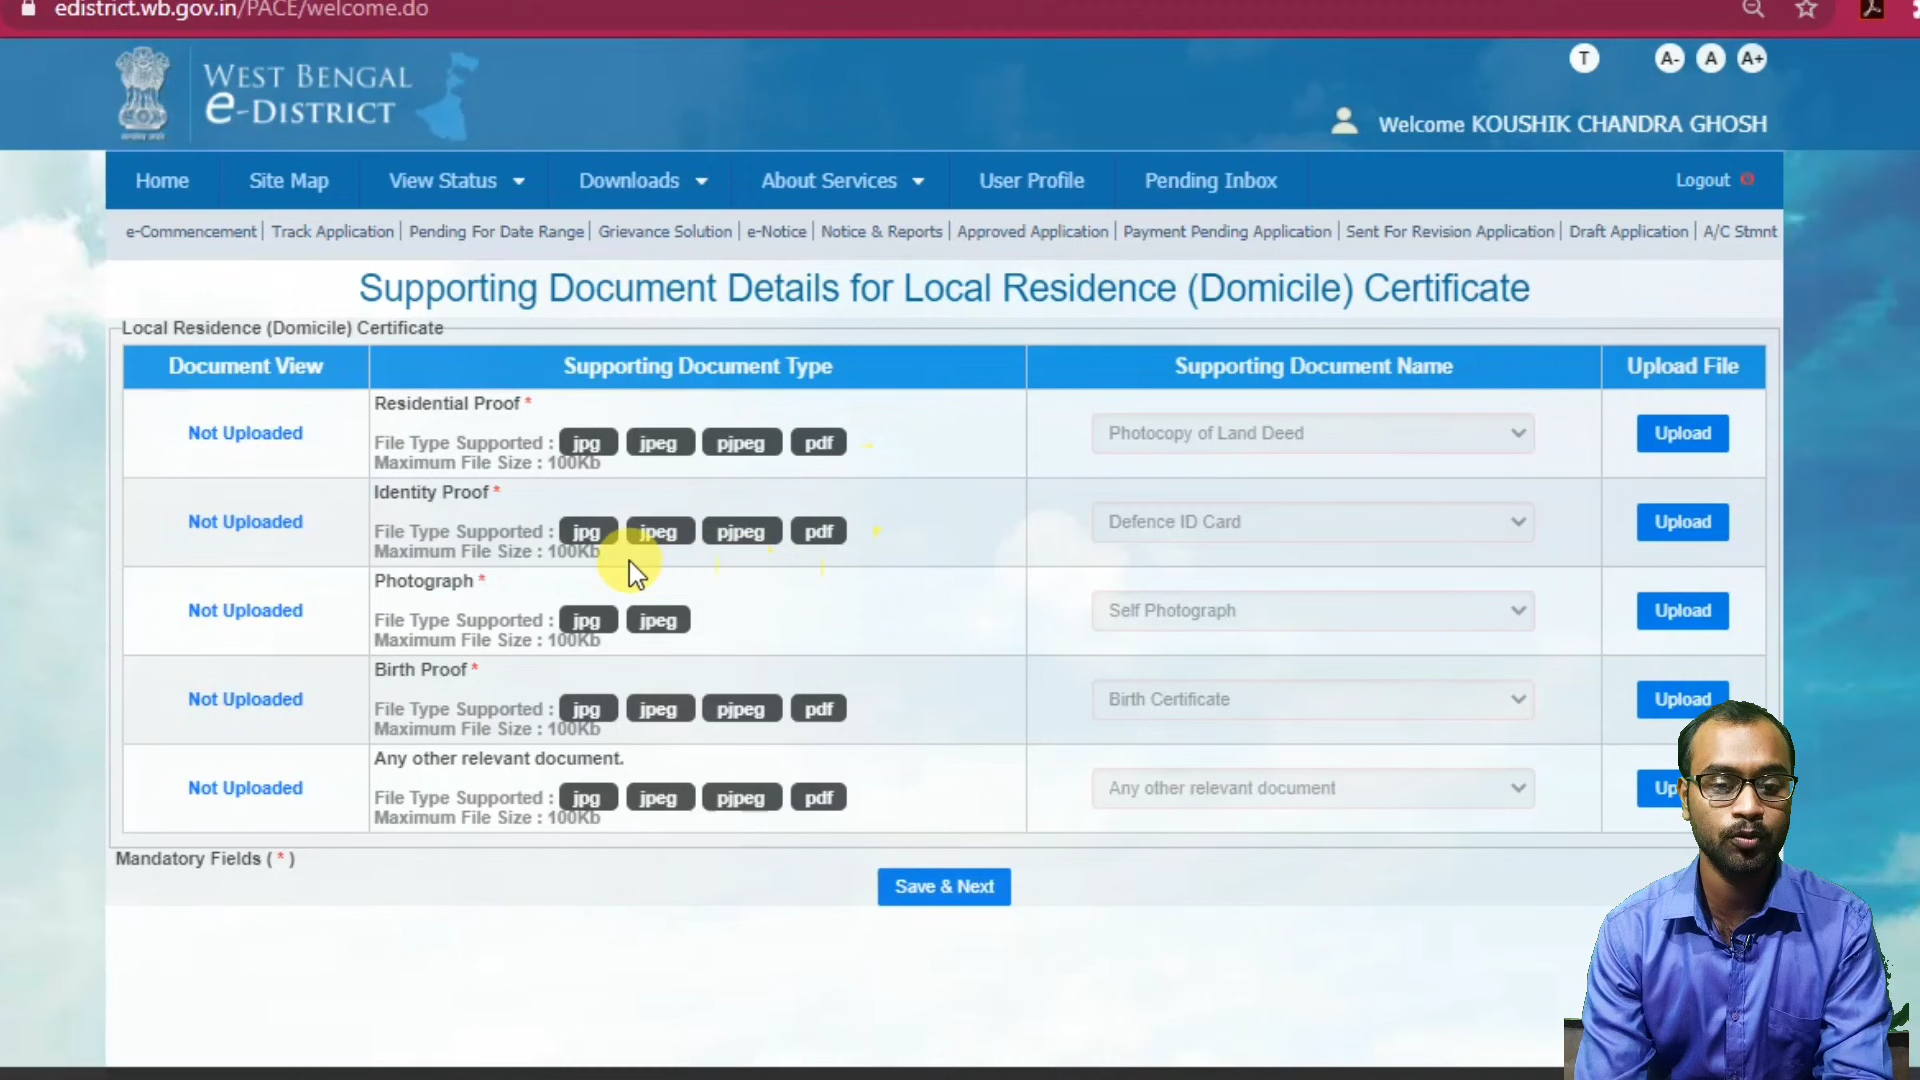 edistrict.wb.gov.in/PACE/welcome.do
WEST BENGAL
e-DISTRICT
T A- A A+
Welcome KOUSHIK CHANDRA GHOSH
Home Site Map View Status Downloads About Services User Profile Pending Inbox Logout
e-Commencement | Track Application | Pending For Date Range | Grievance Solution | e-Notice | Notice & Reports | Approved Application | Payment Pending Application | Sent For Revision Application | Draft Application | A/C Stmnt
Supporting Document Details for Local Residence (Domicile) Certificate
Local Residence (Domicile) Certificate
Document View Supporting Document Type Supporting Document Name Upload File
Residential Proof *
Not Uploaded File Type Supported : jpg jpeg pjpeg pdf Photocopy of Land Deed Upload
Maximum File Size : 100Kb
Identity Proof *
Not Uploaded File Type Supported : jpg jpeg pjpeg pdf Defence ID Card Upload
Maximum File Size : 100Kb
Photograph *
Not Uploaded File Type Supported : jpg jpeg Self Photograph Upload
Maximum File Size : 100Kb
Birth Proof *
Not Uploaded File Type Supported : jpg jpeg pjpeg pdf Birth Certificate Upload
Maximum File Size : 100Kb
Any other relevant document.
Not Uploaded File Type Supported : jpg jpeg pjpeg pdf Any other relevant document Up
Maximum File Size : 100Kb
Mandatory Fields ( * )
Save & Next